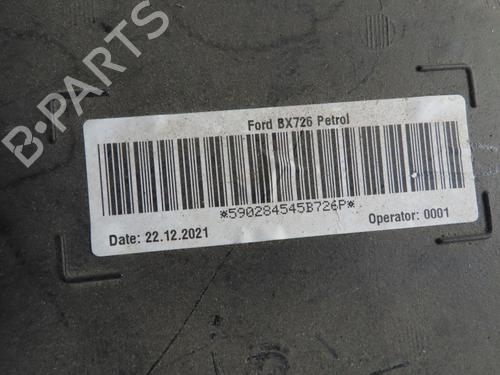 B-PARTS
Ford BX726 Petrol
*590284545B726P*
Date: 22.12.2021
Operator: 0001